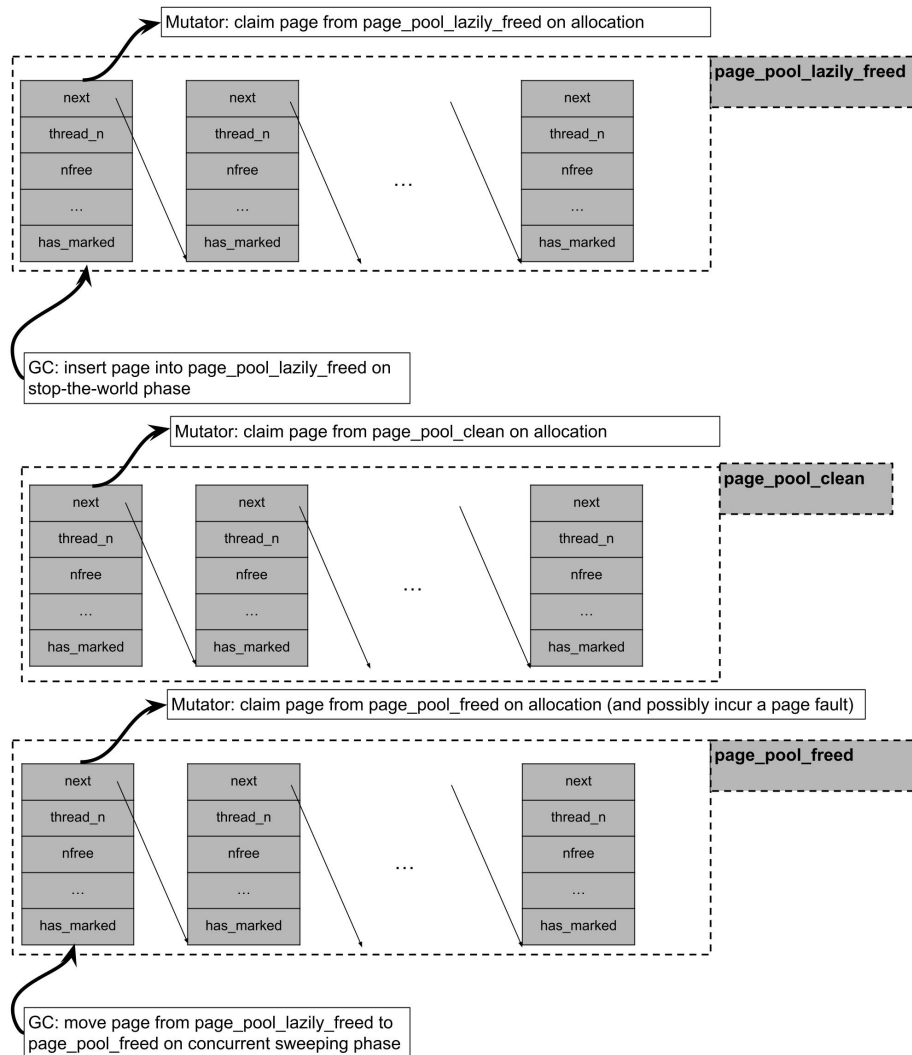 Mutator: claim page from page_pool_lazily_freed on allocation
page_pool_lazily_freed
next
next
next
thread_n
thread_n
thread_n
nfree
nfree
nfree
...
…
…
…
has_marked
has_marked
has_marked
GC: insert page into page_pool_lazily_freed on
stop-the-world phase
Mutator: claim page from page_pool_clean on allocation
page_pool_clean
next
next
next
thread_n
thread_n
thread_n
nfree
nfree
nfree
...
…
…
…
has_marked
has_marked
has_marked
Mutator: claim page from page_pool_freed on allocation (and possibly incur a page fault)
page_pool_freed
next
next
next
thread_n
thread_n
thread_n
nfree
nfree
nfree
...
…
…
…
has_marked
has_marked
has_marked
GC: move page from page_pool_lazily_freed to
page_pool_freed on concurrent sweeping phase